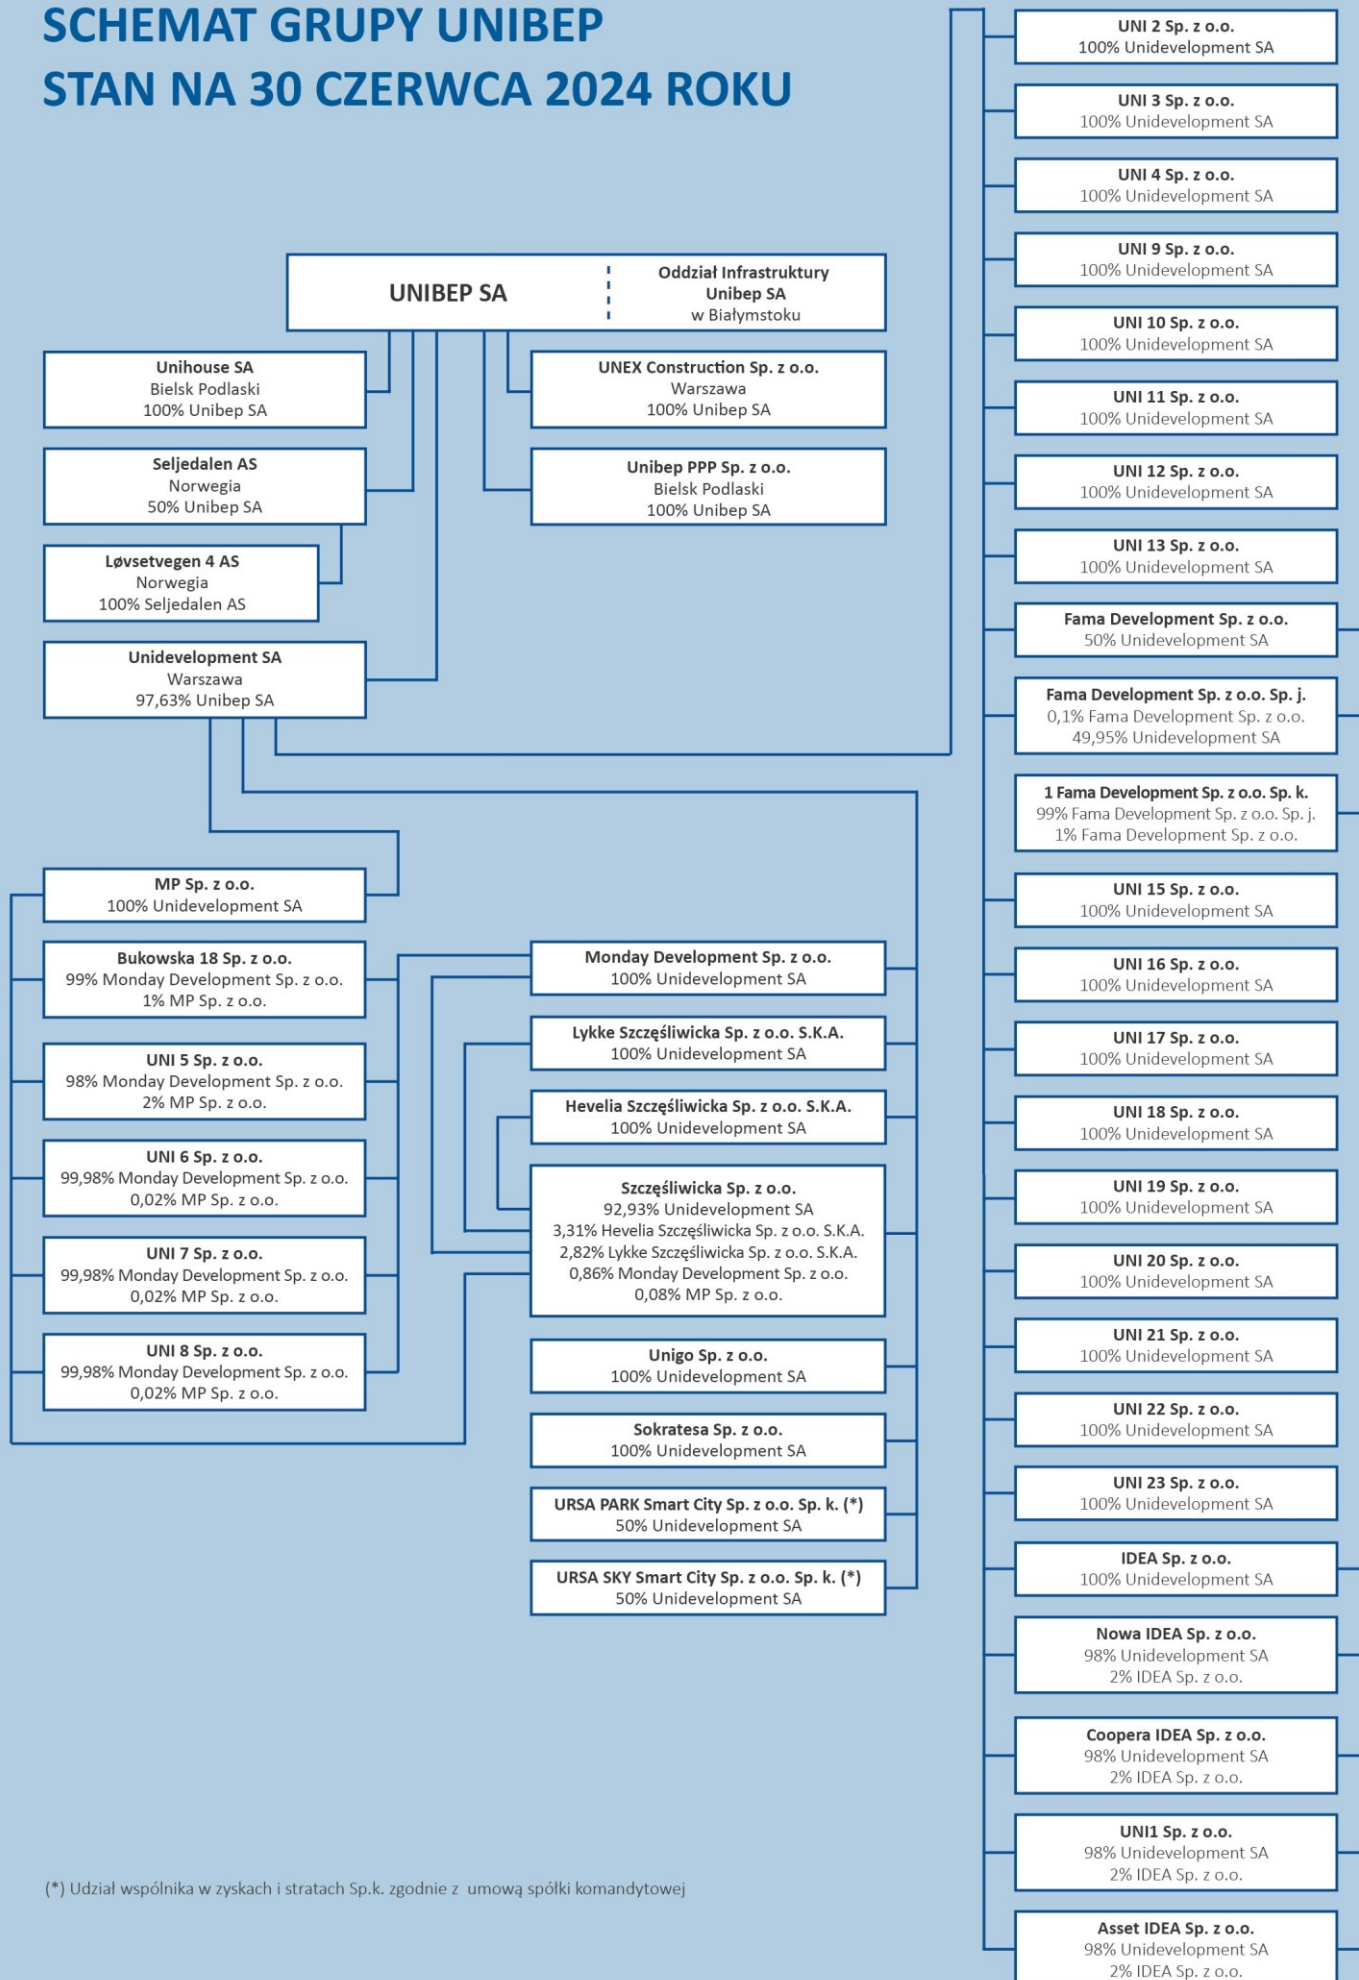 SCHEMAT GRUPY UNIBEP
STAN NA 30 CZERWCA 2024 ROKU
UNIBEP SA
Oddział Infrastruktury
Unibep SA
w Białymstoku
Unihouse SA
Bielsk Podlaski
100% Unibep SA
UNEX Construction Sp. z o.o.
Warszawa
100% Unibep SA
Seljedalen AS
Norwegia
50% Unibep SA
Unibep PPP Sp. z o.o.
Bielsk Podlaski
100% Unibep SA
Løvsetvegen 4 AS
Norwegia
100% Seljedalen AS
Unidevelopment SA
Warszawa
97,63% Unibep SA
MP Sp. z o.o.
100% Unidevelopment SA
Bukowska 18 Sp. z o.o.
99% Monday Development Sp. z o.o.
1% MP Sp. z o.o.
UNI 5 Sp. z o.o.
98% Monday Development Sp. z o.o.
2% MP Sp. z o.o.
UNI 6 Sp. z o.o.
99,98% Monday Development Sp. z o.o.
0,02% MP Sp. z o.o.
UNI 7 Sp. z o.o.
99,98% Monday Development Sp. z o.o.
0,02% MP Sp. z o.o.
UNI 8 Sp. z o.o.
99,98% Monday Development Sp. z o.o.
0,02% MP Sp. z o.o.
Monday Development Sp. z o.o.
100% Unidevelopment SA
Lykke Szczęśliwicka Sp. z o.o. S.K.A.
100% Unidevelopment SA
Hevelia Szczęśliwicka Sp. z o.o. S.K.A.
100% Unidevelopment SA
Szczęśliwicka Sp. z o.o.
92,93% Unidevelopment SA
3,31% Hevelia Szczęśliwicka Sp. z o.o. S.K.A.
2,82% Lykke Szczęśliwicka Sp. z o.o. S.K.A.
0,86% Monday Development Sp. z o.o.
0,08% MP Sp. z o.o.
Unigo Sp. z o.o.
100% Unidevelopment SA
Sokratesa Sp. z o.o.
100% Unidevelopment SA
URSA PARK Smart City Sp. z o.o. Sp. k. (*)
50% Unidevelopment SA
URSA SKY Smart City Sp. z o.o. Sp. k. (*)
50% Unidevelopment SA
UNI 2 Sp. z o.o.
100% Unidevelopment SA
UNI 3 Sp. z o.o.
100% Unidevelopment SA
UNI 4 Sp. z o.o.
100% Unidevelopment SA
UNI 9 Sp. z o.o.
100% Unidevelopment SA
UNI 10 Sp. z o.o.
100% Unidevelopment SA
UNI 11 Sp. z o.o.
100% Unidevelopment SA
UNI 12 Sp. z o.o.
100% Unidevelopment SA
UNI 13 Sp. z o.o.
100% Unidevelopment SA
Fama Development Sp. z o.o.
50% Unidevelopment SA
Fama Development Sp. z o.o. Sp. j.
0,1% Fama Development Sp. z o.o.
49,95% Unidevelopment SA
1 Fama Development Sp. z o.o. Sp. k.
99% Fama Development Sp. z o.o. Sp. j.
1% Fama Development Sp. z o.o.
UNI 15 Sp. z o.o.
100% Unidevelopment SA
UNI 16 Sp. z o.o.
100% Unidevelopment SA
UNI 17 Sp. z o.o.
100% Unidevelopment SA
UNI 18 Sp. z o.o.
100% Unidevelopment SA
UNI 19 Sp. z o.o.
100% Unidevelopment SA
UNI 20 Sp. z o.o.
100% Unidevelopment SA
UNI 21 Sp. z o.o.
100% Unidevelopment SA
UNI 22 Sp. z o.o.
100% Unidevelopment SA
UNI 23 Sp. z o.o.
100% Unidevelopment SA
IDEA Sp. z o.o.
100% Unidevelopment SA
Nowa IDEA Sp. z o.o.
98% Unidevelopment SA
2% IDEA Sp. z o.o.
Coopera IDEA Sp. z o.o.
98% Unidevelopment SA
2% IDEA Sp. z o.o.
UNI1 Sp. z o.o.
98% Unidevelopment SA
2% IDEA Sp. z o.o.
Asset IDEA Sp. z o.o.
98% Unidevelopment SA
2% IDEA Sp. z o.o.
(*) Udział wspólnika w zyskach i stratach Sp.k. zgodnie z umową spółki komandytowej